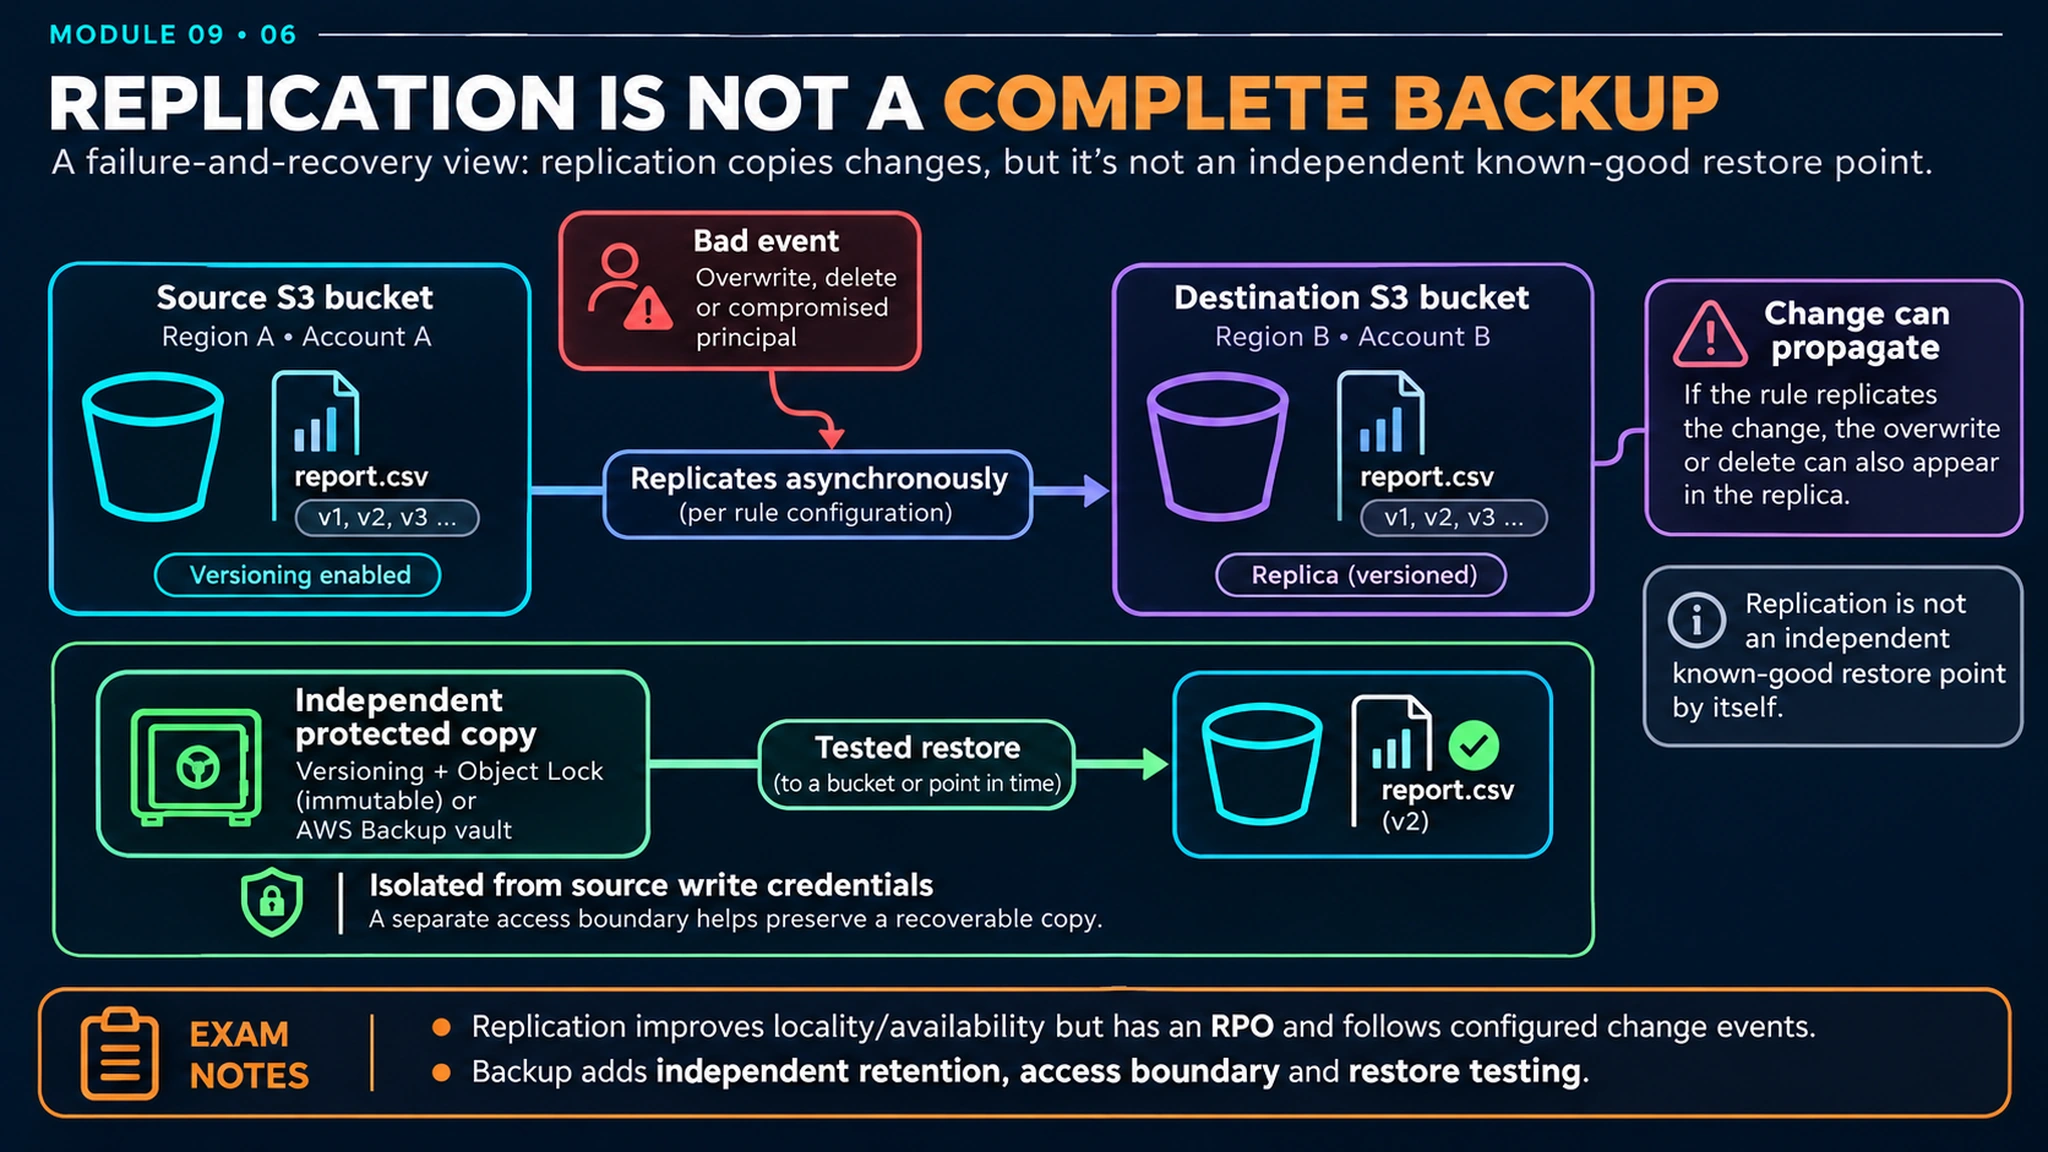 MODULE 09 • 06
REPLICATION IS NOT A COMPLETE BACKUP
A failure-and-recovery view: replication copies changes, but it's not an independent known-good restore point.
Bad event
Overwrite, delete
or compromised
principal
Source S3 bucket
Region A • Account A
report.csv
v1, v2, v3 ...
Versioning enabled
Replicates asynchronously
(per rule configuration)
Destination S3 bucket
Region B • Account B
report.csv
v1, v2, v3 ...
Replica (versioned)
Change can
propagate
If the rule replicates
the change, the overwrite
or delete can also appear
in the replica.
Replication is not
an independent
known-good restore point
by itself.
Independent
protected copy
Versioning + Object Lock
(immutable) or
AWS Backup vault
Tested restore
(to a bucket or point in time)
report.csv
(v2)
Isolated from source write credentials
A separate access boundary helps preserve a recoverable copy.
EXAM
NOTES
• Replication improves locality/availability but has an RPO and follows configured change events.
• Backup adds independent retention, access boundary and restore testing.